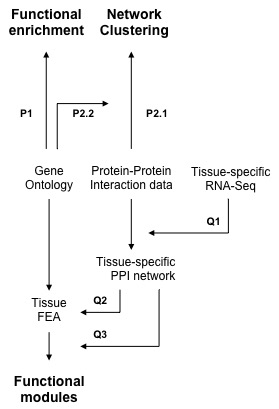 Functional
enrichment
Network
Clustering
P1
P2.2
P2.1
Gene
Ontology
Protein-Protein
Interaction data
Tissue-specific
RNA-Seq
Q1
Tissue-specific
PPI network
Q2
Tissue
FEA
Q3
Functional
modules